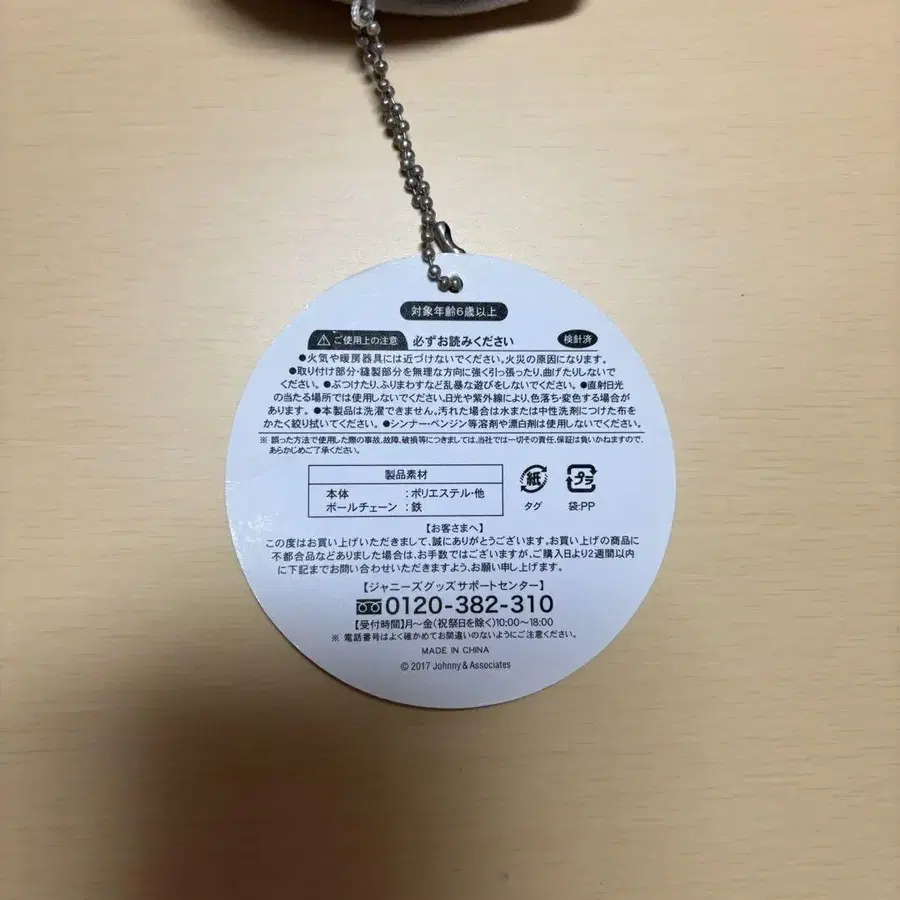 対象年齢6歳以上
ご使用上の注意 必ずお読みください 検針済
●火気や暖房器具には近づけないでください。火災の原因になります。
●取り付け部分・縫製部分を無理な方向に強く引っ張ったり、曲げたりしないで
ください。●ぶつけたり、ふりまわすなど乱暴な遊びをしないでください。●直射日光
の当たる場所では使用しないでください。日光や紫外線により、色落ち・変色する場合が
あります。●本製品は洗濯できません。汚れた場合は水または中性洗剤につけた布を
かたく絞り拭いてください。●シンナー・ベンジン等溶剤や漂白剤は使用しないでください。
※ 誤った方法で使用した際の事故、故障、破損等につきましては、当社では一切その責任、保証は負いかねますので、
あらかじめご了承ください。
製品素材
本体 :ポリエステル・他
ボールチェーン :鉄
紙 プラ
タグ 袋:PP
【お客さまへ】
この度はお買い上げいただきまして、誠にありがとうございます。お買い上げの商品に
不都合品などありました場合は、お手数ではございますが、ご購入日より2週間以内
に下記までお問い合わせいただきますよう、お願い申し上げます。
【ジャニーズグッズサポートセンター】
0120-382-310
【受付時間】月～金(祝祭日を除く)10:00～18:00
※ 電話番号はよく確かめてお間違いのないようにご注意ください。
MADE IN CHINA
© 2017 Johnny & Associates